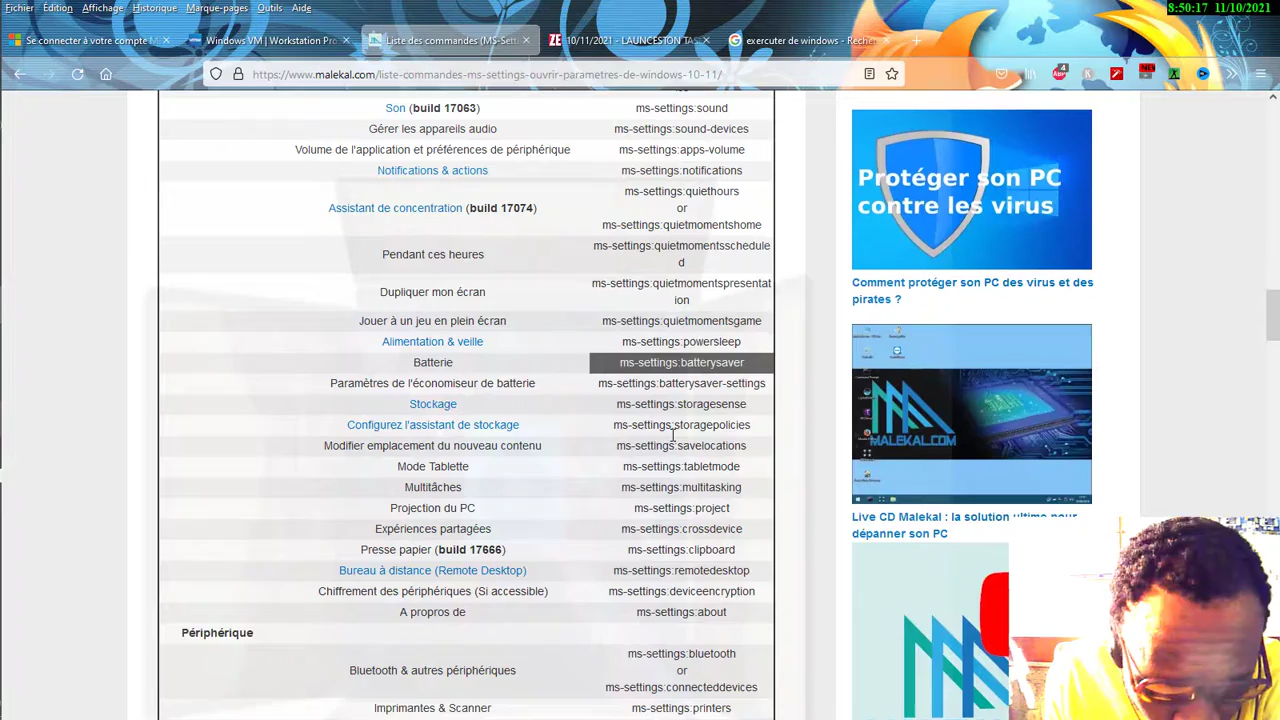 Fichier Édition Affichage Historique Marque-pages Outils Aide
8:50:17 11/10/2021
Se connecter à votre compte M
Windows VM | Workstation Pr
Liste des commandes (MS-Set
10/11/2021 - LAUNCESTON TAS
exercuter de windows - Recher
https://www.malekal.com/liste-commandes-ms-settings-ouvrir-parametres-de-windows-10-11/
Son (build 17063) ms-settings:sound
Gérer les appareils audio ms-settings:sound-devices
Volume de l'application et préférences de périphérique ms-settings:apps-volume
Notifications & actions ms-settings:notifications
Assistant de concentration (build 17074) ms-settings:quiethours
or
ms-settings:quietmomentshome
Pendant ces heures ms-settings:quietmomentsschedule
d
Dupliquer mon écran ms-settings:quietmomentspresentat
ion
Jouer à un jeu en plein écran ms-settings:quietmomentsgame
Alimentation & veille ms-settings:powersleep
Batterie ms-settings:batterysaver
Paramètres de l'économiseur de batterie ms-settings:batterysaver-settings
Stockage ms-settings:storagesense
Configurez l'assistant de stockage ms-settings:storagepolicies
Modifier emplacement du nouveau contenu ms-settings:savelocations
Mode Tablette ms-settings:tabletmode
Multitâches ms-settings:multitasking
Projection du PC ms-settings:project
Expériences partagées ms-settings:crossdevice
Presse papier (build 17666) ms-settings:clipboard
Bureau à distance (Remote Desktop) ms-settings:remotedesktop
Chiffrement des périphériques (Si accessible) ms-settings:deviceencryption
A propos de ms-settings:about
Périphérique
Bluetooth & autres périphériques ms-settings:bluetooth
or
ms-settings:connecteddevices
Imprimantes & Scanner ms-settings:printers
Protéger son PC
contre les virus
Comment protéger son PC des virus et des
pirates ?
MALEKAL.COM
Live CD Malekal : la solution ultime pour
dépanner son PC